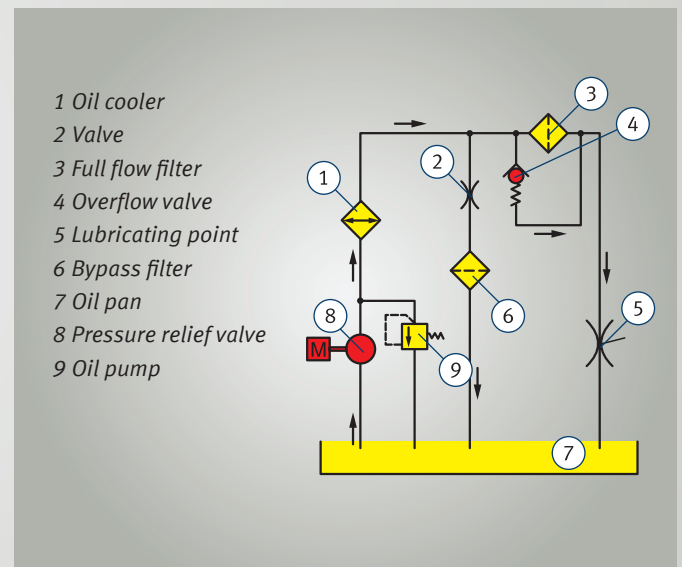 1 Oil cooler
2 Valve
3 Full flow filter
4 Overflow valve
5 Lubricating point
6 Bypass filter
7 Oil pan
8 Pressure relief valve
9 Oil pump
3
4
2
1
8
M
9
6
5
7